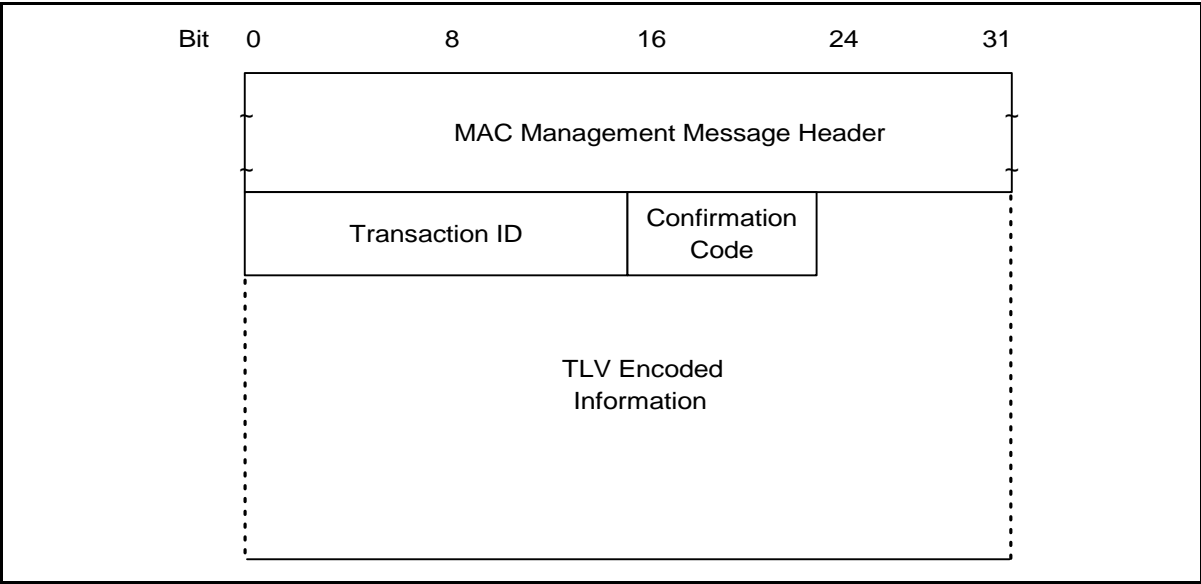 Bit 0 8 16 24 31
~ ~
MAC Management Message Header
~ ~
Transaction ID
Confirmation
Code
TLV Encoded
Information